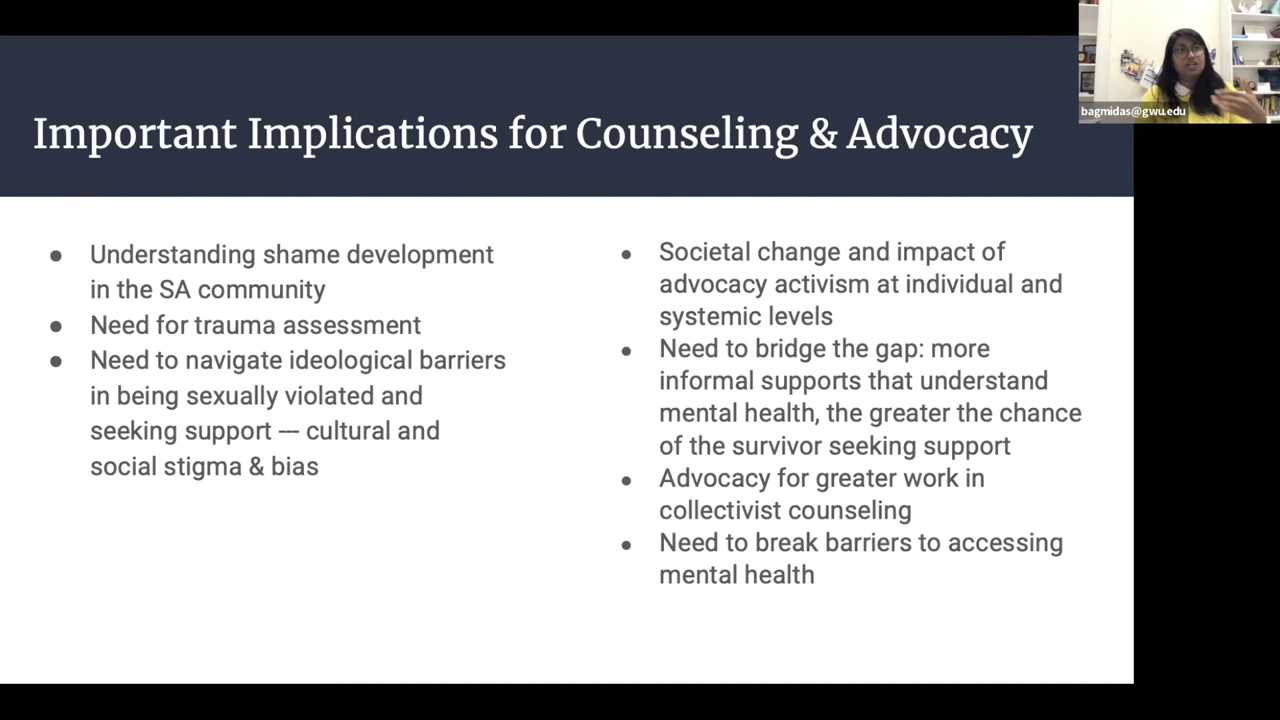 bagmidas@gwu.edu
Important Implications for Counseling & Advocacy
● Understanding shame development
in the SA community
● Need for trauma assessment
● Need to navigate ideological barriers
in being sexually violated and
seeking support --- cultural and
social stigma & bias
● Societal change and impact of
advocacy activism at individual and
systemic levels
● Need to bridge the gap: more
informal supports that understand
mental health, the greater the chance
of the survivor seeking support
● Advocacy for greater work in
collectivist counseling
● Need to break barriers to accessing
mental health